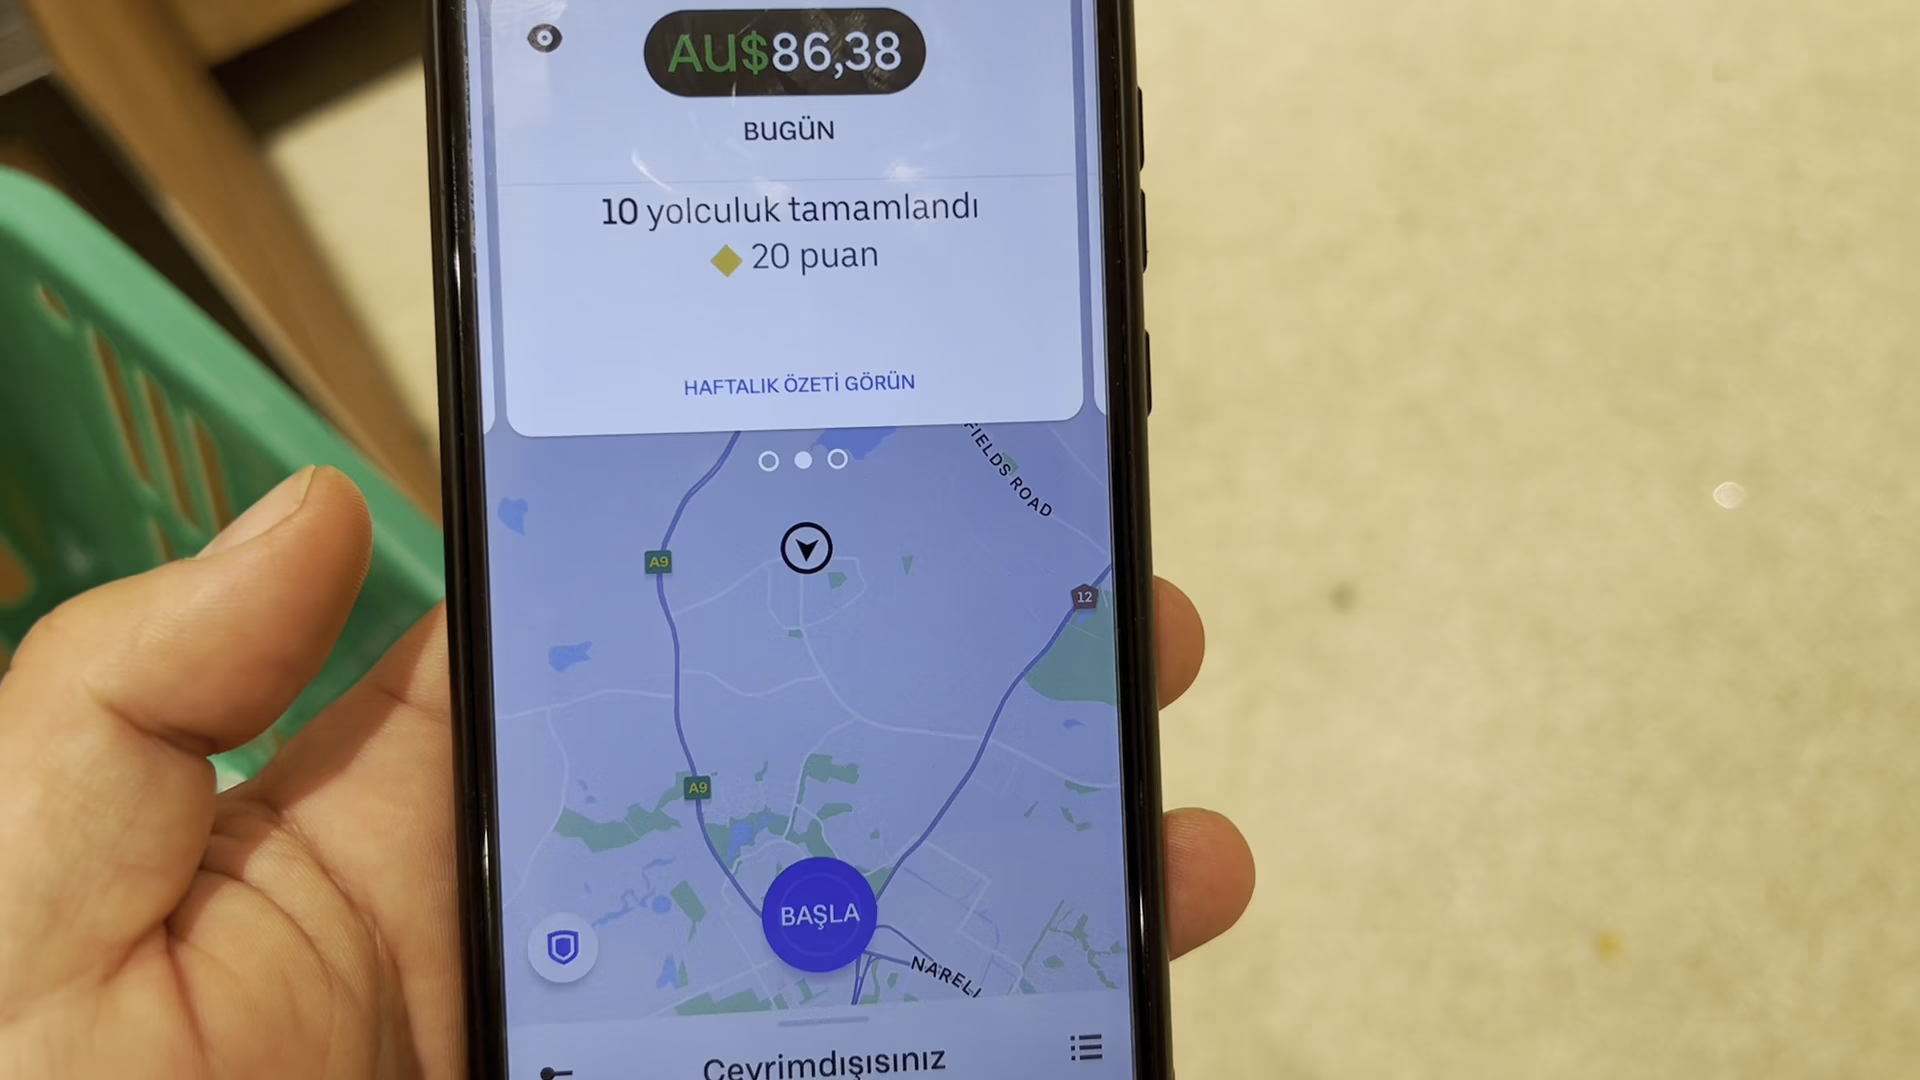 AU$86,38
BUGÜN
10 yolculuk tamamlandı
20 puan
HAFTALIK ÖZETİ GÖRÜN
FIELDS ROAD
A9
12
A9
BAŞLA
NARELL
Çevrimdışısınız